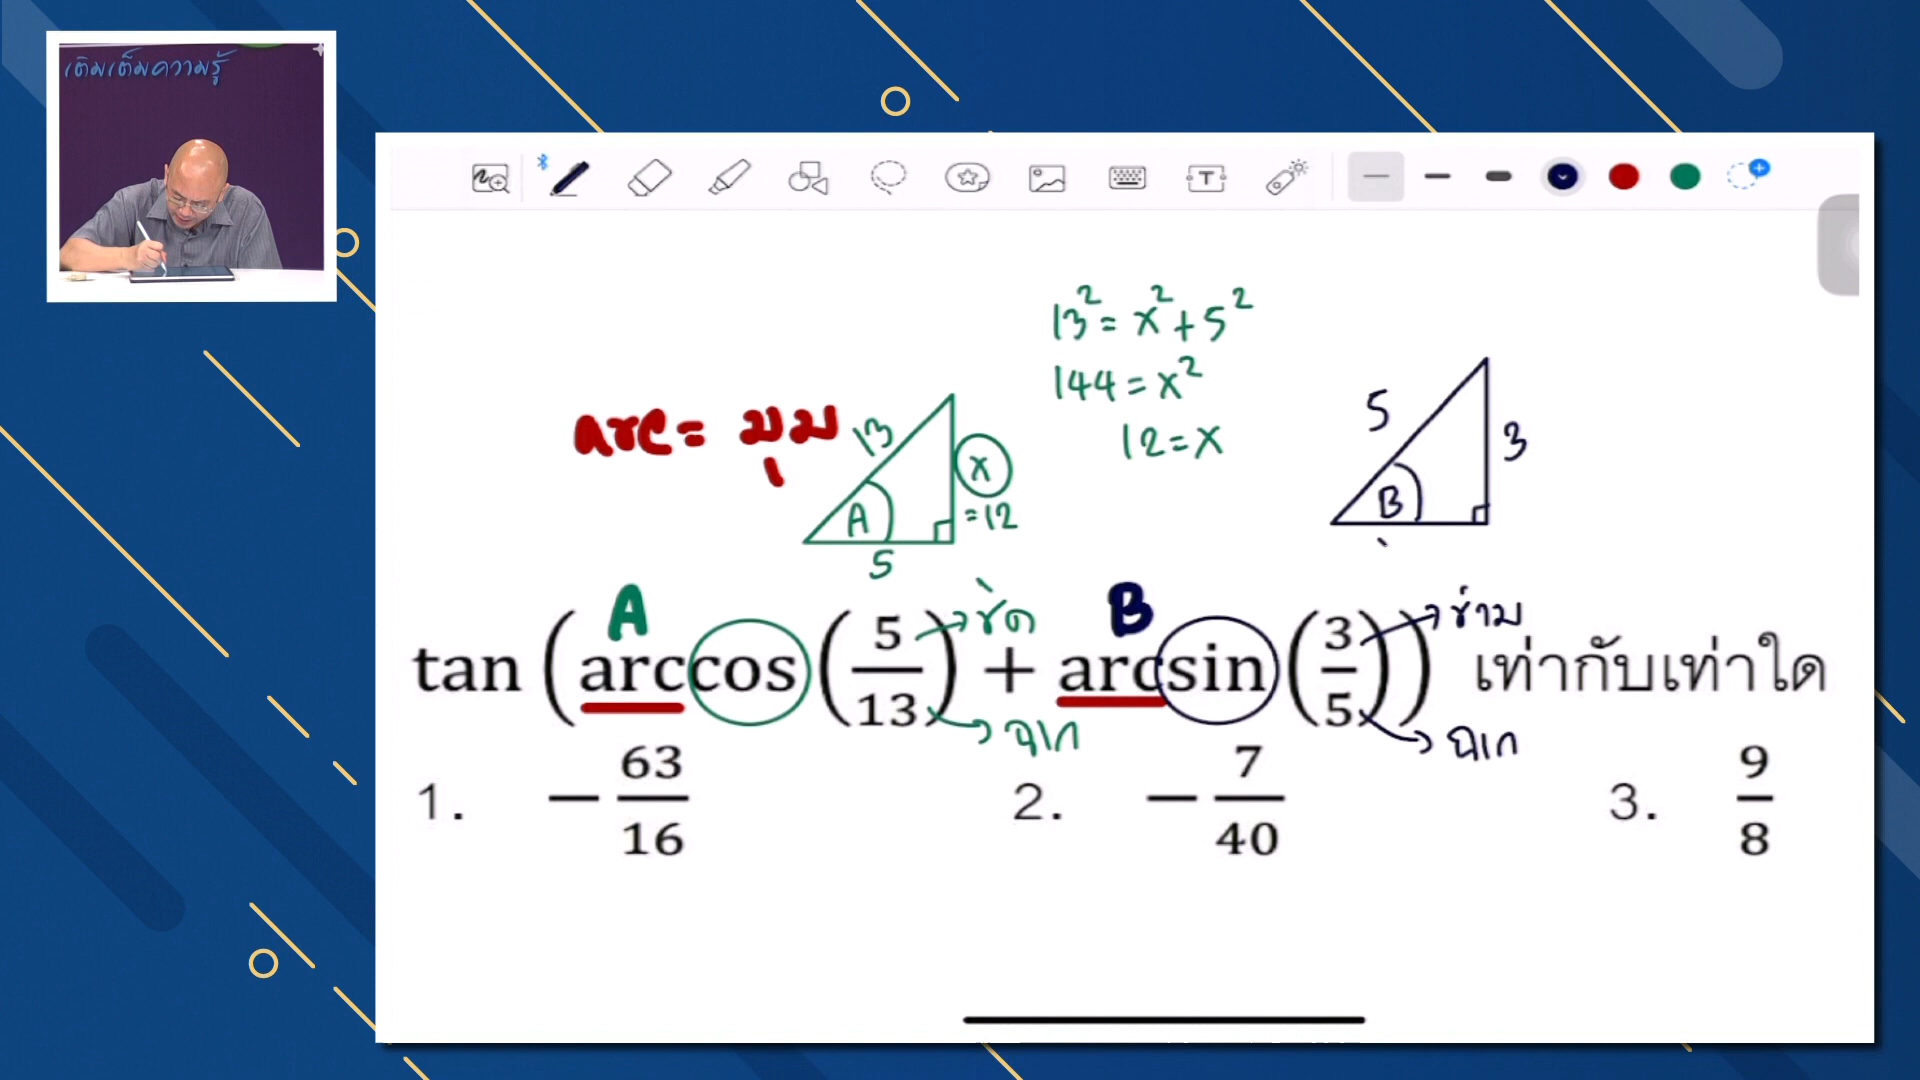 เติมเต็มความรู้
13² = x² + 5²
144 = x²
12 = x
arc = มุม
13
A
x
= 12
5
5
B
3
A
B
tan (arccos (5/13) + arcsin (3/5)) เท่ากับเท่าใด
ชิด
ฉาก
ข้าม
ฉาก
1. −63/16 2. −7/40 3. 9/8